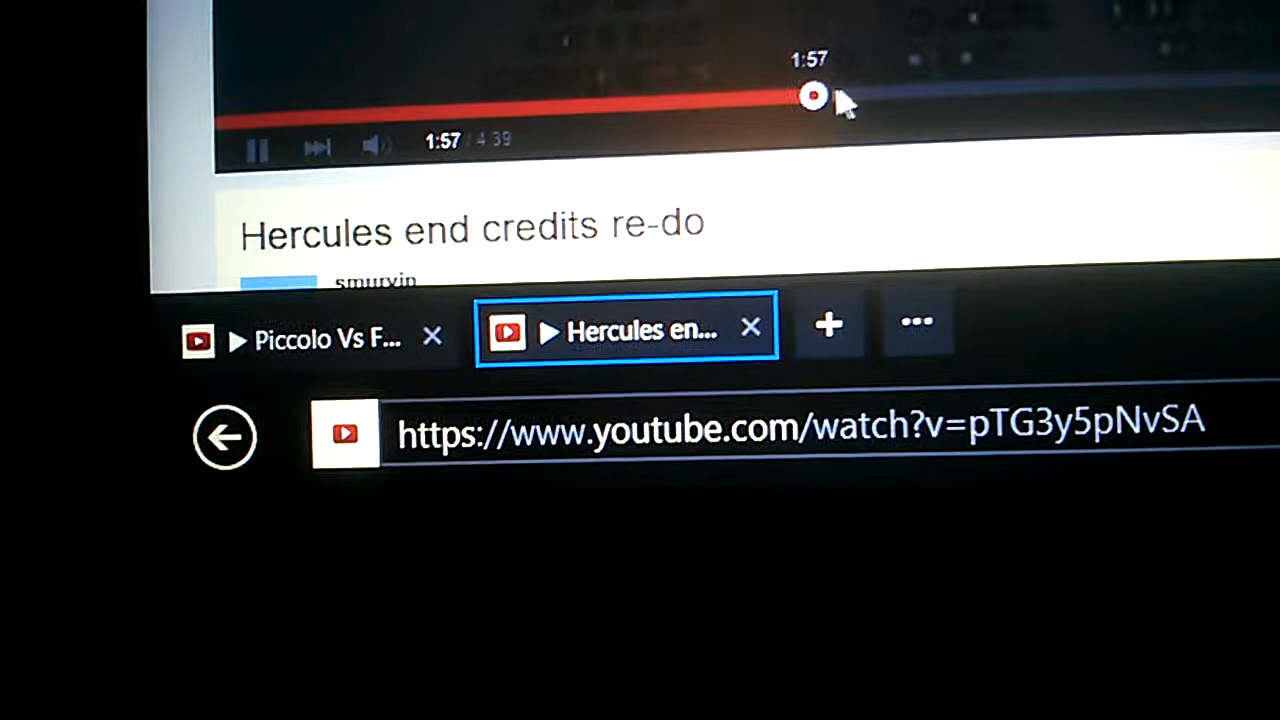 1:57
1:57 / 4:39
Hercules end credits re-do
smurvin
Piccolo Vs F...
Hercules en...
https://www.youtube.com/watch?v=pTG3y5pNvSA